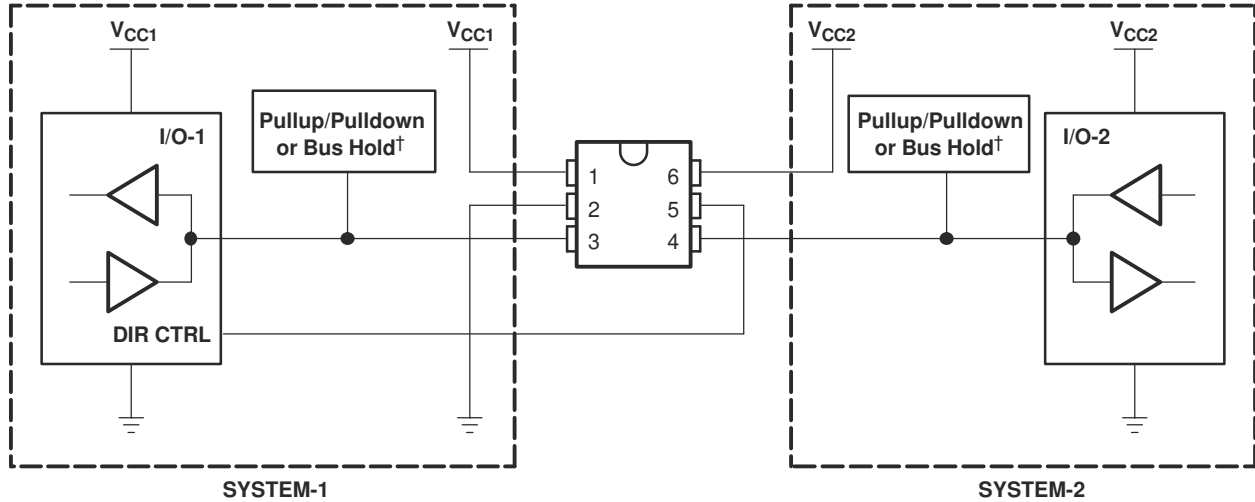 VCC1
VCC1
VCC2
VCC2
I/O-1
Pullup/Pulldown
or Bus Hold†
Pullup/Pulldown
or Bus Hold†
I/O-2
1
6
2
5
3
4
DIR CTRL
SYSTEM-1
SYSTEM-2